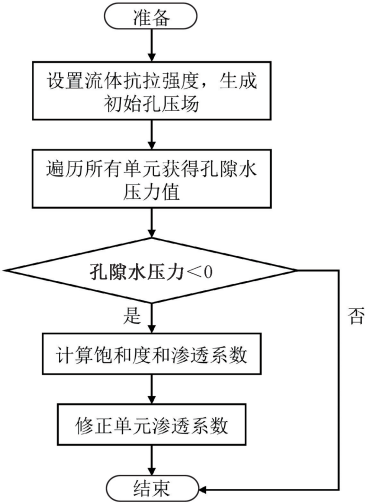 准备
设置流体抗拉强度，生成
初始孔压场
遍历所有单元获得孔隙水
压力值
孔隙水压力<0
是
否
计算饱和度和渗透系数
修正单元渗透系数
结束